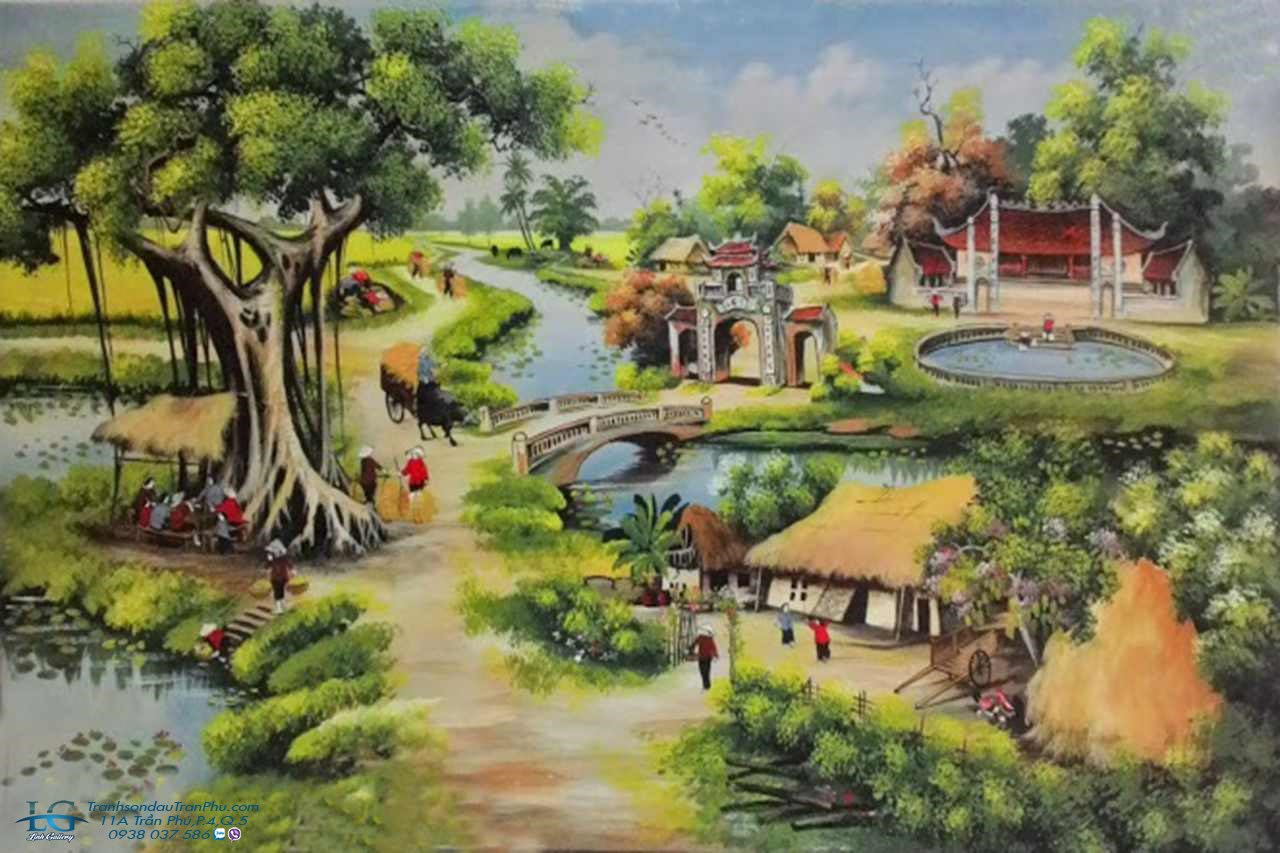 LG
Linh Gallery
TranhsondauTranPhu.com
11A Trần Phú,P.4,Q.5
0938 037 586